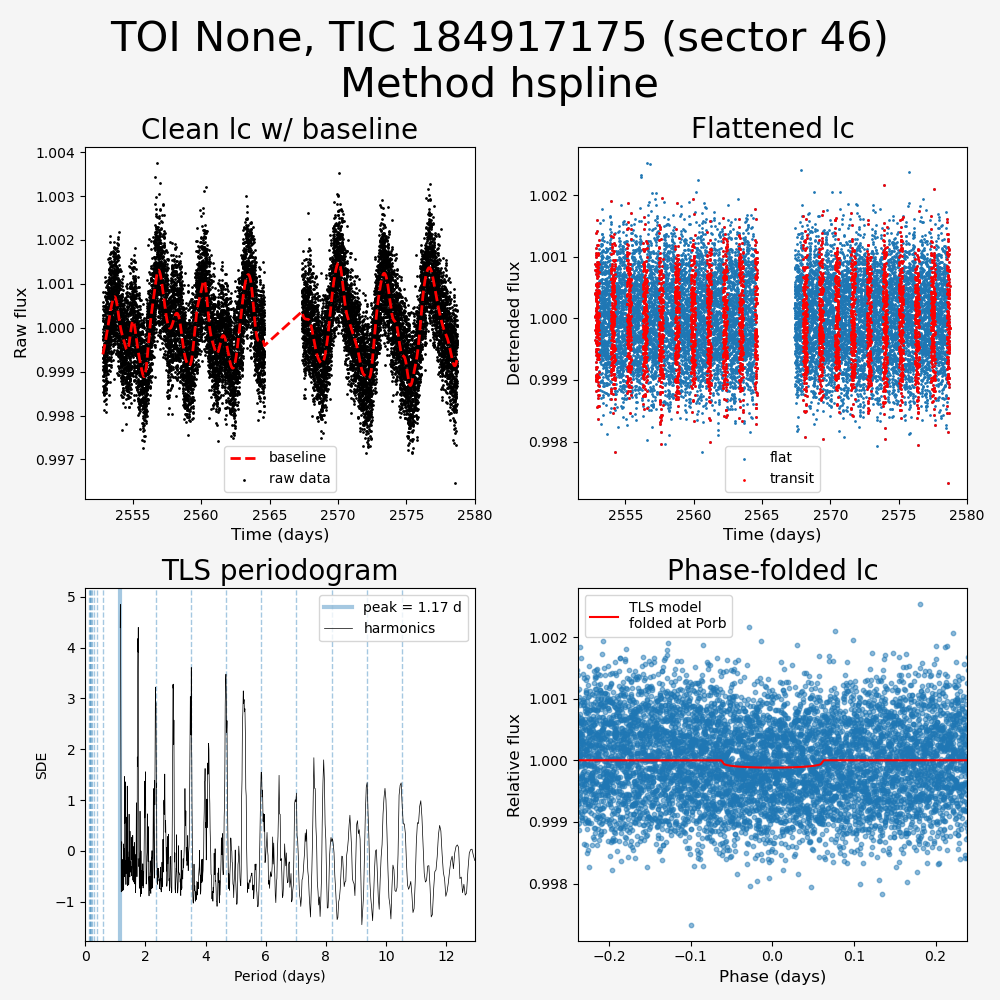 TOI None, TIC 184917175 (sector 46)
Method hspline
Clean lc w/ baseline
1.004
1.003
1.002
1.001
1.000
0.999
0.998
0.997
Raw flux
baseline
raw data
2555
2560
2565
2570
2575
2580
Time (days)
Flattened lc
1.002
1.001
1.000
0.999
0.998
Detrended flux
flat
transit
2555
2560
2565
2570
2575
2580
Time (days)
TLS periodogram
5
4
3
2
1
0
−1
SDE
peak = 1.17 d
harmonics
0
2
4
6
8
10
12
Period (days)
Phase-folded lc
TLS model
folded at Porb
1.002
1.001
1.000
0.999
0.998
Relative flux
−0.2
−0.1
0.0
0.1
0.2
Phase (days)